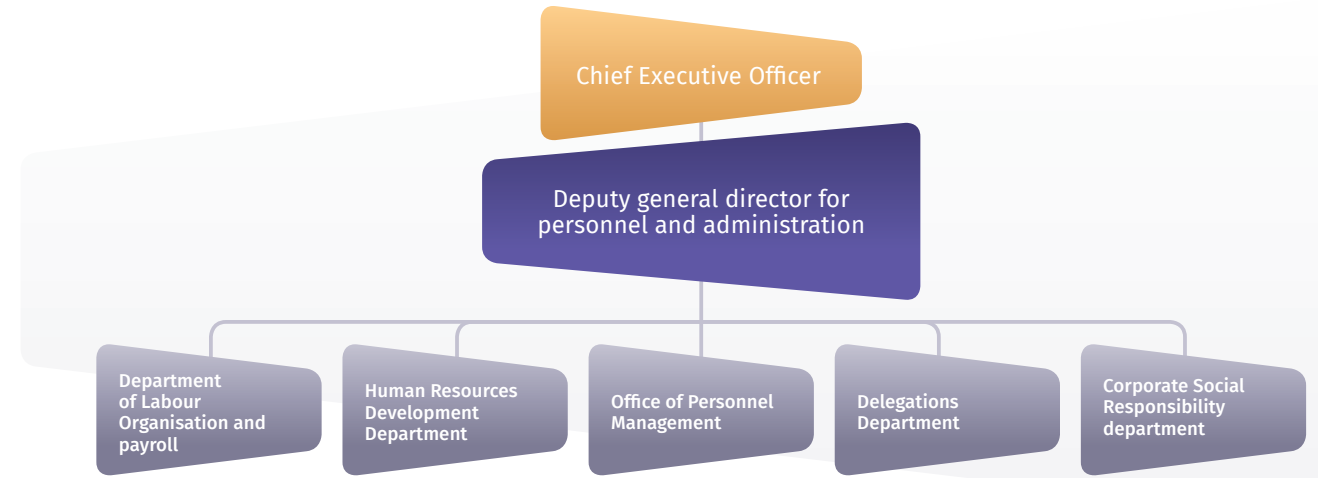 Chief Executive Officer
Deputy general director for
personnel and administration
Department
of Labour
Organisation and
payroll
Human Resources
Development
Department
Office of Personnel
Management
Delegations
Department
Corporate Social
Responsibility
department